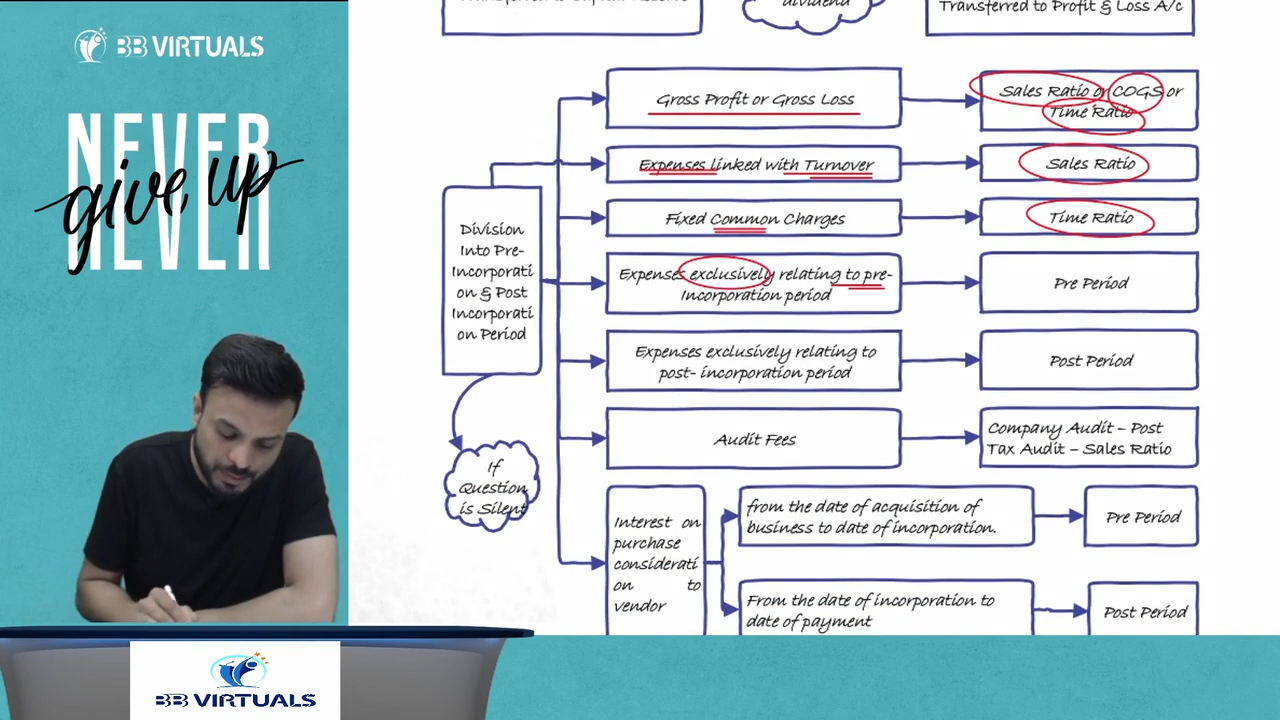 BB VIRTUALS
NEVER
give up
NEVER
dividend
Transferred to Profit & Loss A/c
Gross Profit or Gross Loss
Sales Ratio or COGS or
Time Ratio
Expenses linked with Turnover
Sales Ratio
Fixed Common Charges
Time Ratio
Division
Into Pre-
Incorporati
on & Post
Incorporati
on Period
Expenses exclusively relating to pre-
Incorporation period
Pre Period
Expenses exclusively relating to
post- incorporation period
Post Period
Audit Fees
Company Audit – Post
Tax Audit – Sales Ratio
If
Question
is Silent
Interest on
purchase
considerati
on to
vendor
from the date of acquisition of
business to date of incorporation.
Pre Period
From the date of incorporation to
date of payment
Post Period
BB VIRTUALS